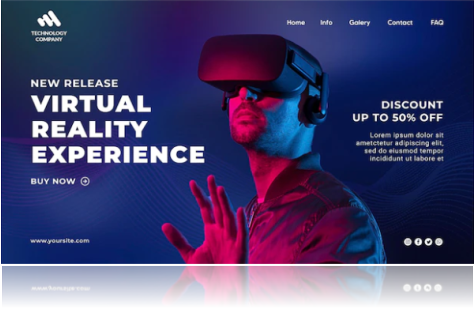 TECHNOLOGY
COMPANY
Home Info Galery Contact FAQ
NEW RELEASE
VIRTUAL
REALITY
EXPERIENCE
BUY NOW
DISCOUNT
UP TO 50% OFF
Lorem ipsum dolor sit
ametctetur adipiscing elit,
sed do eiusmod tempor
incididunt ut labore et
www.yoursite.com